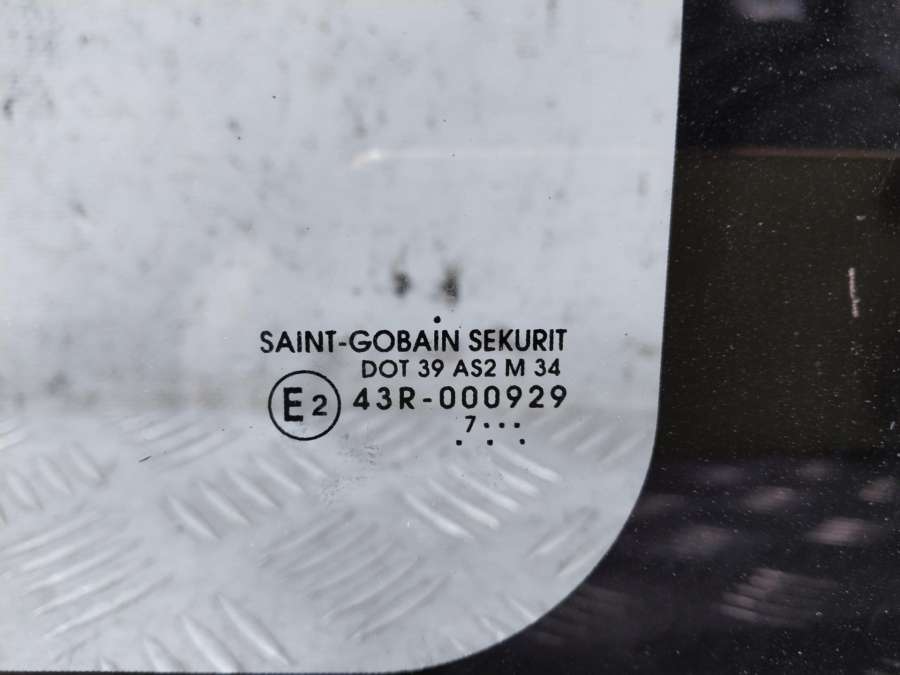 SAINT-GOBAIN SEKURIT
DOT 39 AS2 M 34
E2 43R-000929
7...
. . .